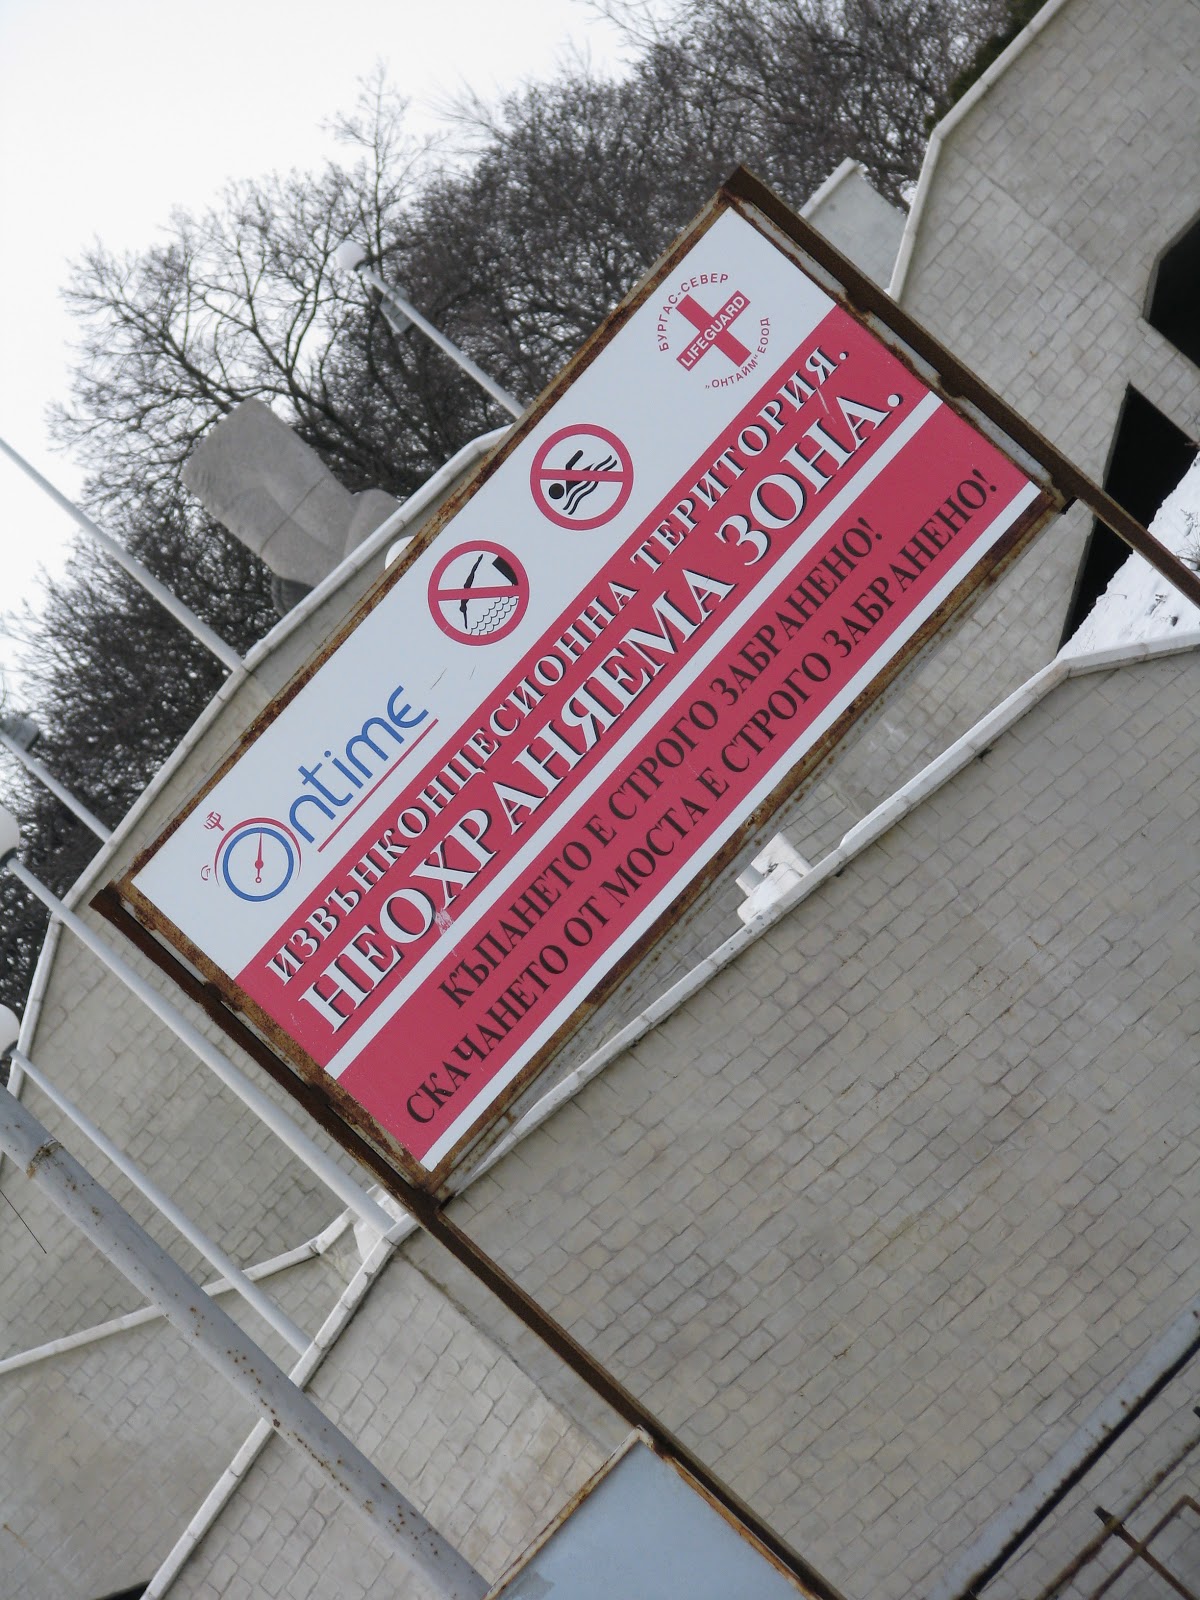 Ontime
БУРГАС-СЕВЕР
LIFEGUARD
„ОНТАЙМ“ ЕООД
ИЗВЪНКОНЦЕСИОННА ТЕРИТОРИЯ.
НЕОХРАНЯЕМА ЗОНА.
КЪПАНЕТО Е СТРОГО ЗАБРАНЕНО!
СКАЧАНЕТО ОТ МОСТА Е СТРОГО ЗАБРАНЕНО!